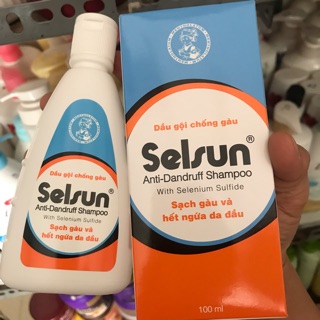 Dầu gội chống gàu
Selsun®
Anti-Dandruff Shampoo
With Selenium Sulfide
Sạch gàu và
hết ngứa da đầu
Dầu gội chống gàu
Selsun®
Anti-Dandruff Shampoo
With Selenium Sulfide
Sạch gàu và
hết ngứa da đầu
100 ml